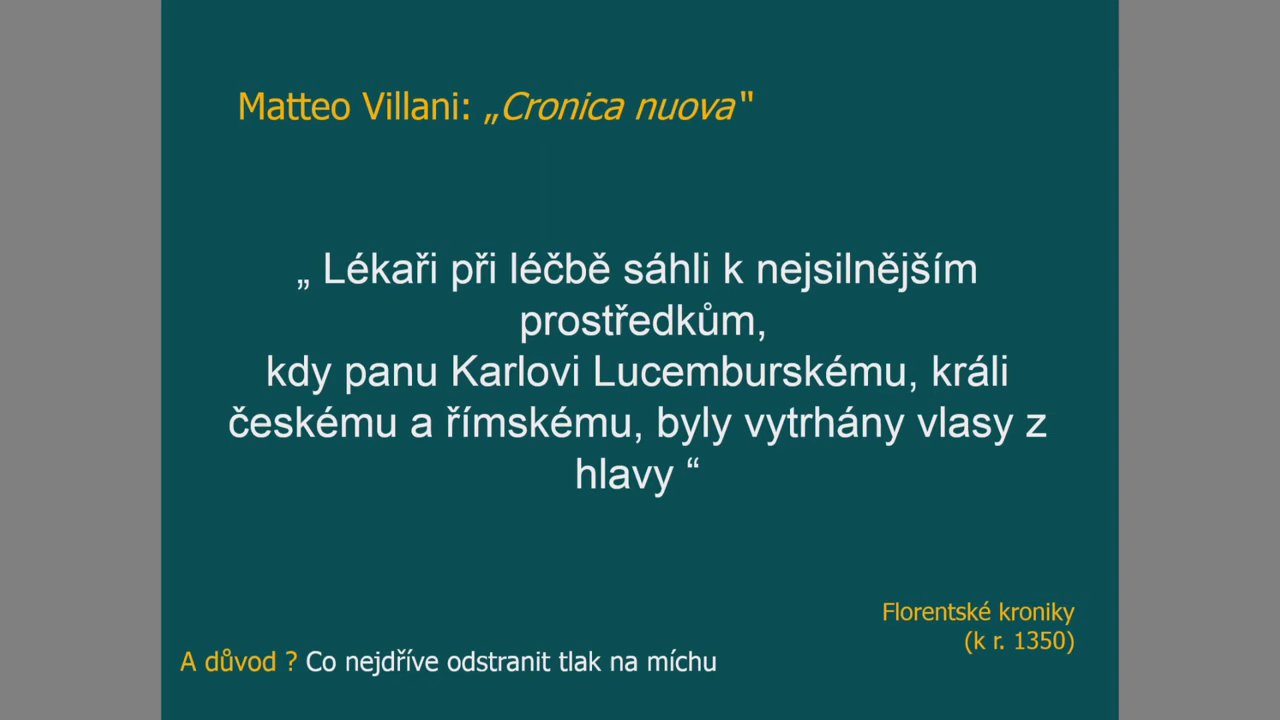 Matteo Villani: „Cronica nuova"
„ Lékaři při léčbě sáhli k nejsilnějším
prostředkům,
kdy panu Karlovi Lucemburskému, králi
českému a římskému, byly vytrhány vlasy z
hlavy “
Florentské kroniky
(k r. 1350)
A důvod ? Co nejdříve odstranit tlak na míchu